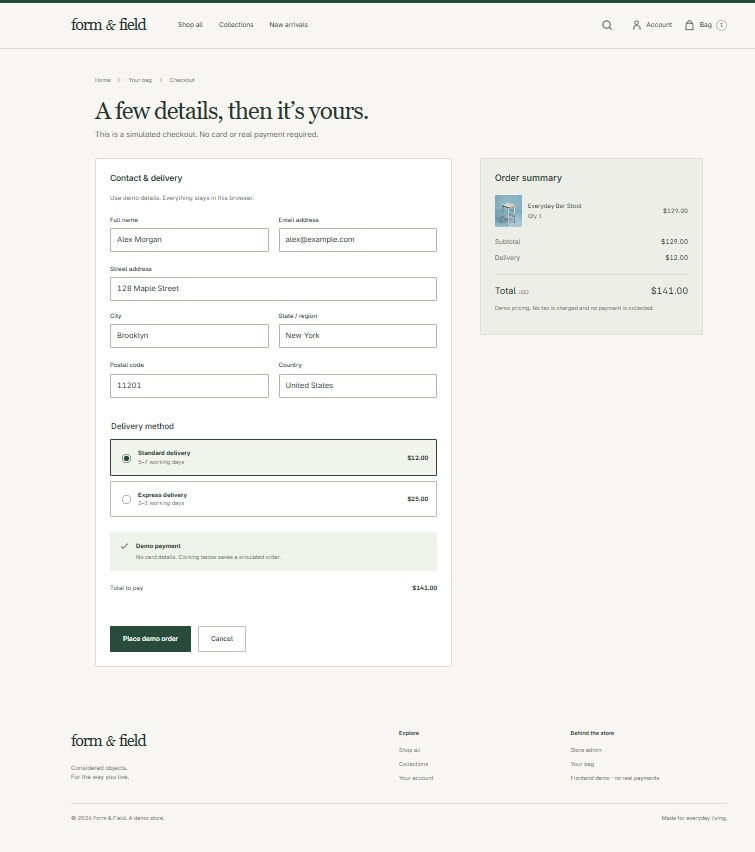 form & field
Shop all
Collections
New arrivals
Account
Bag
1
Home
Your bag
Checkout
A few details, then it's yours.
This is a simulated checkout. No card or real payment required.
Contact & delivery
Use demo details. Everything stays in this browser.
Full name
Email address
Alex Morgan
alex@example.com
Street address
128 Maple Street
City
State / region
Brooklyn
New York
Postal code
Country
11201
United States
Delivery method
Standard delivery
5–7 working days
$12.00
Express delivery
2–3 working days
$25.00
Demo payment
No card details. Clicking below saves a simulated order.
Total to pay
$141.00
Place demo order
Cancel
Order summary
Everyday Bar Stool
Qty 1
$129.00
Subtotal
$129.00
Delivery
$12.00
Total USD
$141.00
Demo pricing. No tax is charged and no payment is collected.
form & field
Considered objects.
For the way you live.
Explore
Shop all
Collections
Your account
Behind the store
Store admin
Your bag
Frontend demo · no real payments
© 2026 Form & Field. A demo store.
Made for everyday living.